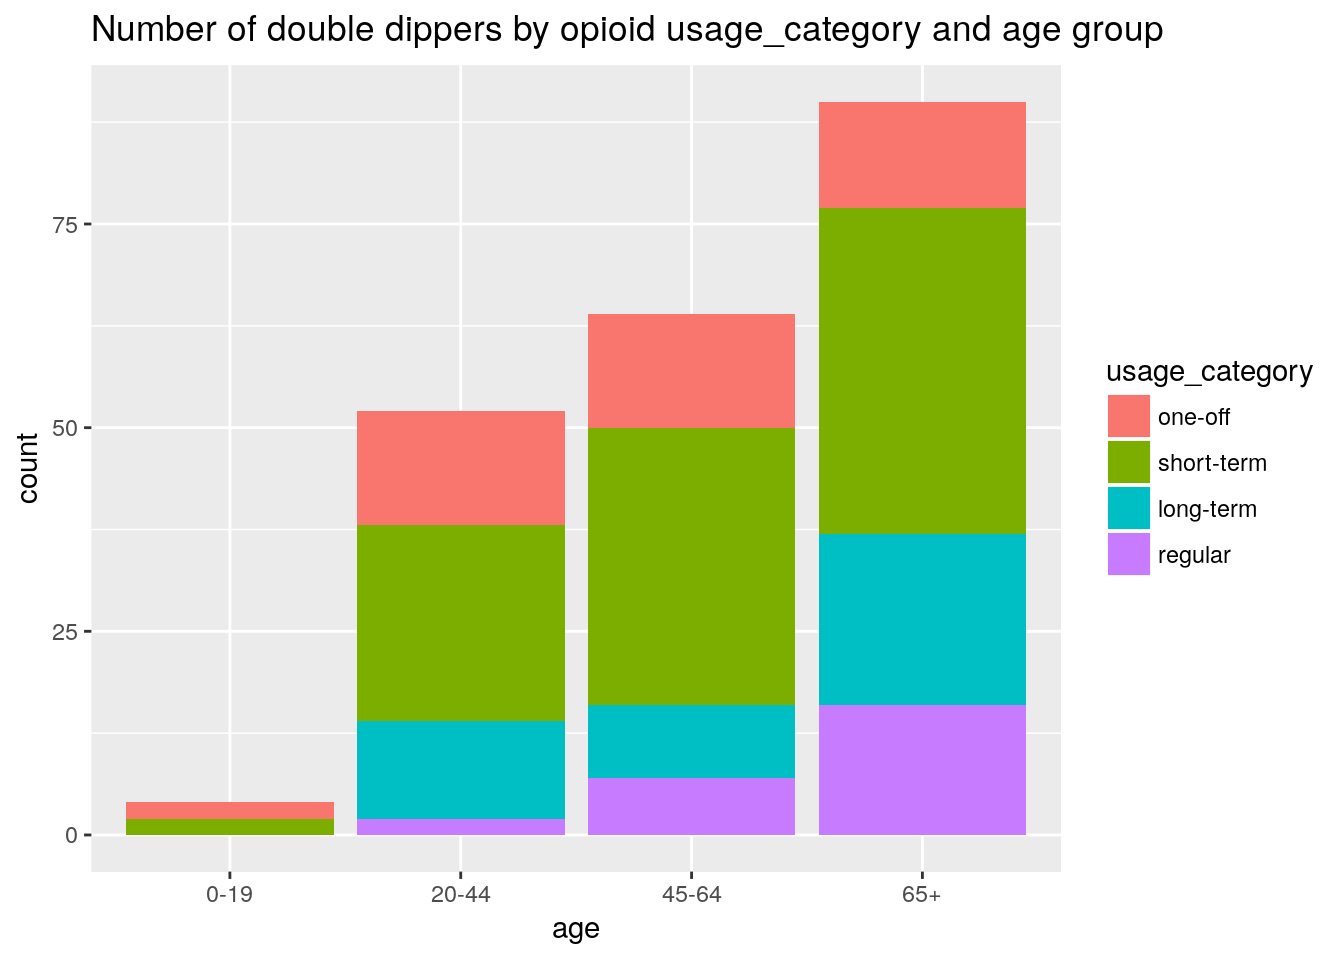 Number of double dippers by opioid usage_category and age group
count
75
50
25
0
0-19
20-44
45-64
65+
age
usage_category
one-off
short-term
long-term
regular